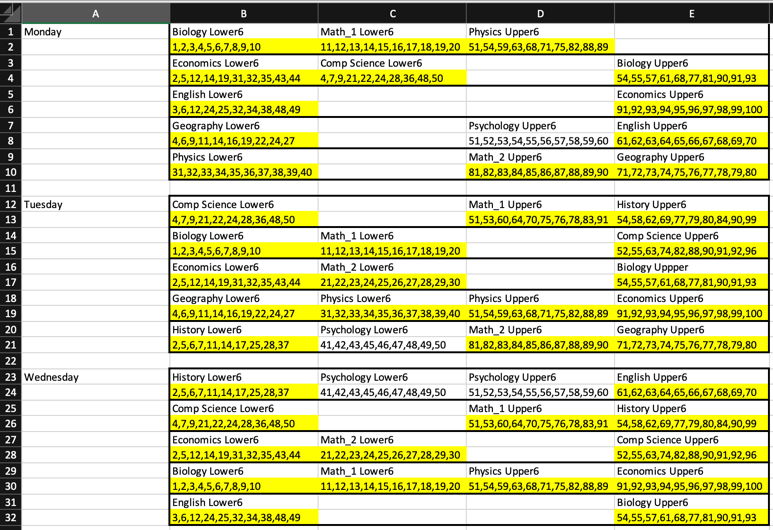 A B C D E
1 Monday Biology Lower6 Math_1 Lower6 Physics Upper6
2 1,2,3,4,5,6,7,8,9,10 11,12,13,14,15,16,17,18,19,20 51,54,59,63,68,71,75,82,88,89
3 Economics Lower6 Comp Science Lower6 Biology Upper6
4 2,5,12,14,19,31,32,35,43,44 4,7,9,21,22,24,28,36,48,50 54,55,57,61,68,77,81,90,91,93
5 English Lower6 Economics Upper6
6 3,6,12,24,25,32,34,38,48,49 91,92,93,94,95,96,97,98,99,100
7 Geography Lower6 Psychology Upper6 English Upper6
8 4,6,9,11,14,16,19,22,24,27 51,52,53,54,55,56,57,58,59,60 61,62,63,64,65,66,67,68,69,70
9 Physics Lower6 Math_2 Upper6 Geography Upper6
10 31,32,33,34,35,36,37,38,39,40 81,82,83,84,85,86,87,88,89,90 71,72,73,74,75,76,77,78,79,80
11
12 Tuesday Comp Science Lower6 Math_1 Upper6 History Upper6
13 4,7,9,21,22,24,28,36,48,50 51,53,60,64,70,75,76,78,83,91 54,58,62,69,77,79,80,84,90,99
14 Biology Lower6 Math_1 Lower6 Comp Science Upper6
15 1,2,3,4,5,6,7,8,9,10 11,12,13,14,15,16,17,18,19,20 52,55,63,74,82,88,90,91,92,96
16 Economics Lower6 Math_2 Lower6 Biology Uppper
17 2,5,12,14,19,31,32,35,43,44 21,22,23,24,25,26,27,28,29,30 54,55,57,61,68,77,81,90,91,93
18 Geography Lower6 Physics Lower6 Physics Upper6 Economics Upper6
19 4,6,9,11,14,16,19,22,24,27 31,32,33,34,35,36,37,38,39,40 51,54,59,63,68,71,75,82,88,89 91,92,93,94,95,96,97,98,99,100
20 History Lower6 Psychology Lower6 Math_2 Upper6 Geography Upper6
21 2,5,6,7,11,14,17,25,28,37 41,42,43,45,46,47,48,49,50 81,82,83,84,85,86,87,88,89,90 71,72,73,74,75,76,77,78,79,80
22
23 Wednesday History Lower6 Psychology Lower6 Psychology Upper6 English Upper6
24 2,5,6,7,11,14,17,25,28,37 41,42,43,45,46,47,48,49,50 51,52,53,54,55,56,57,58,59,60 61,62,63,64,65,66,67,68,69,70
25 Comp Science Lower6 Math_1 Upper6 History Upper6
26 4,7,9,21,22,24,28,36,48,50 51,53,60,64,70,75,76,78,83,91 54,58,62,69,77,79,80,84,90,99
27 Economics Lower6 Math_2 Lower6 Comp Science Upper6
28 2,5,12,14,19,31,32,35,43,44 21,22,23,24,25,26,27,28,29,30 52,55,63,74,82,88,90,91,92,96
29 Biology Lower6 Math_1 Lower6 Physics Upper6 Economics Upper6
30 1,2,3,4,5,6,7,8,9,10 11,12,13,14,15,16,17,18,19,20 51,54,59,63,68,71,75,82,88,89 91,92,93,94,95,96,97,98,99,100
31 English Lower6 Biology Upper6
32 3,6,12,24,25,32,34,38,48,49 54,55,57,61,68,77,81,90,91,93